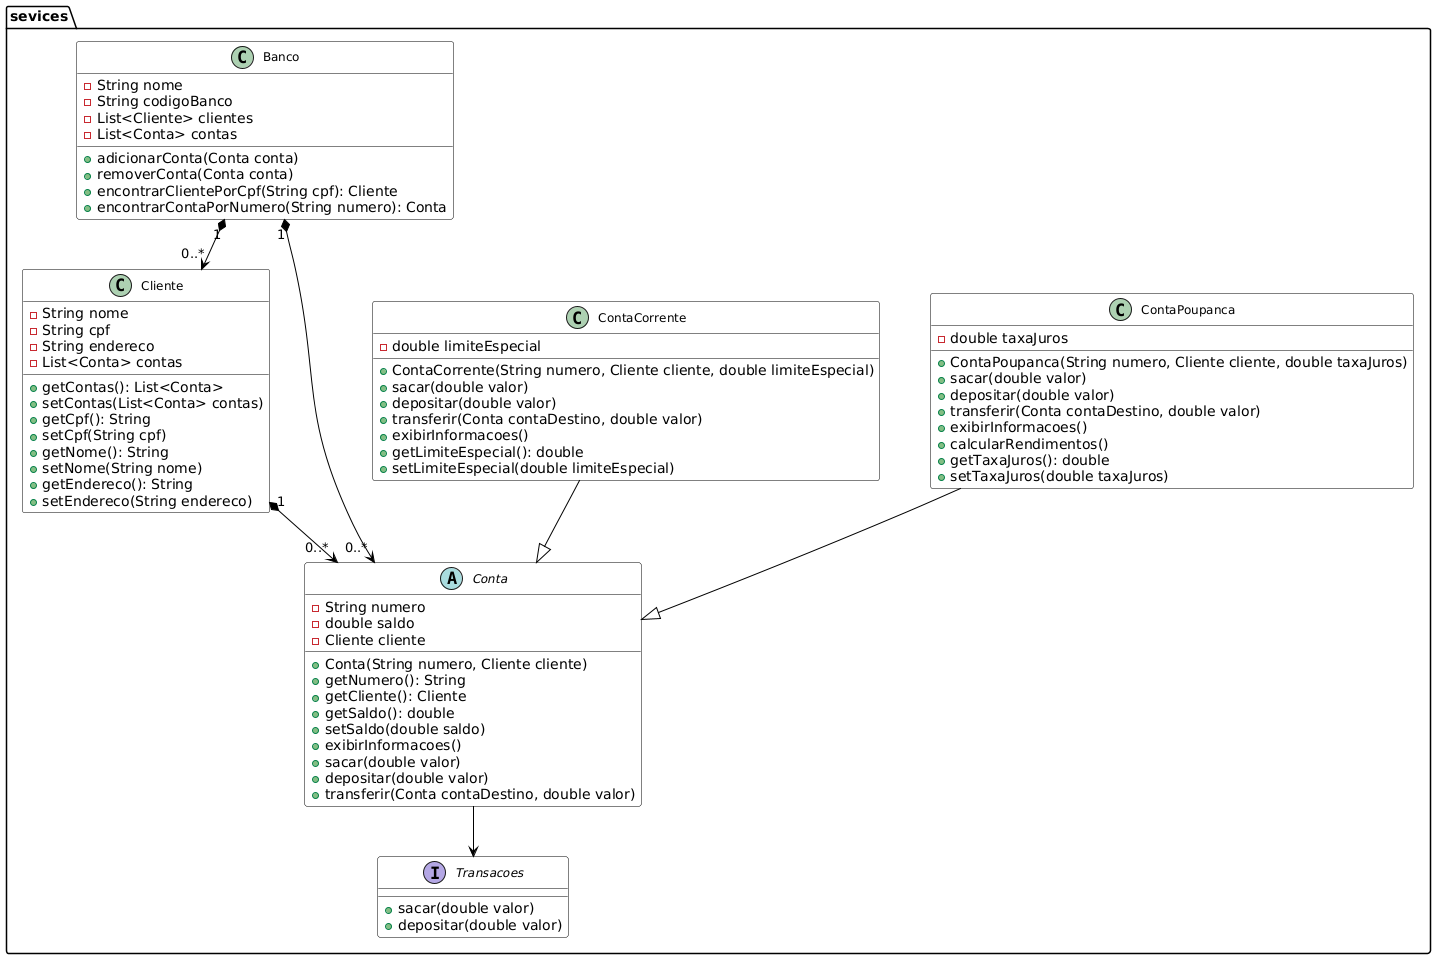 sevices
C Banco
String nome
String codigoBanco
List<Cliente> clientes
List<Conta> contas
adicionarConta(Conta conta)
removerConta(Conta conta)
encontrarClientePorCpf(String cpf): Cliente
encontrarContaPorNumero(String numero): Conta
1
1
0..*
C Cliente
String nome
String cpf
String endereco
List<Conta> contas
getContas(): List<Conta>
setContas(List<Conta> contas)
getCpf(): String
setCpf(String cpf)
getNome(): String
setNome(String nome)
getEndereco(): String
setEndereco(String endereco)
C ContaCorrente
double limiteEspecial
ContaCorrente(String numero, Cliente cliente, double limiteEspecial)
sacar(double valor)
depositar(double valor)
transferir(Conta contaDestino, double valor)
exibirInformacoes()
getLimiteEspecial(): double
setLimiteEspecial(double limiteEspecial)
C ContaPoupanca
double taxaJuros
ContaPoupanca(String numero, Cliente cliente, double taxaJuros)
sacar(double valor)
depositar(double valor)
transferir(Conta contaDestino, double valor)
exibirInformacoes()
calcularRendimentos()
getTaxaJuros(): double
setTaxaJuros(double taxaJuros)
1
0..*
0..*
A Conta
String numero
double saldo
Cliente cliente
Conta(String numero, Cliente cliente)
getNumero(): String
getCliente(): Cliente
getSaldo(): double
setSaldo(double saldo)
exibirInformacoes()
sacar(double valor)
depositar(double valor)
transferir(Conta contaDestino, double valor)
I Transacoes
sacar(double valor)
depositar(double valor)